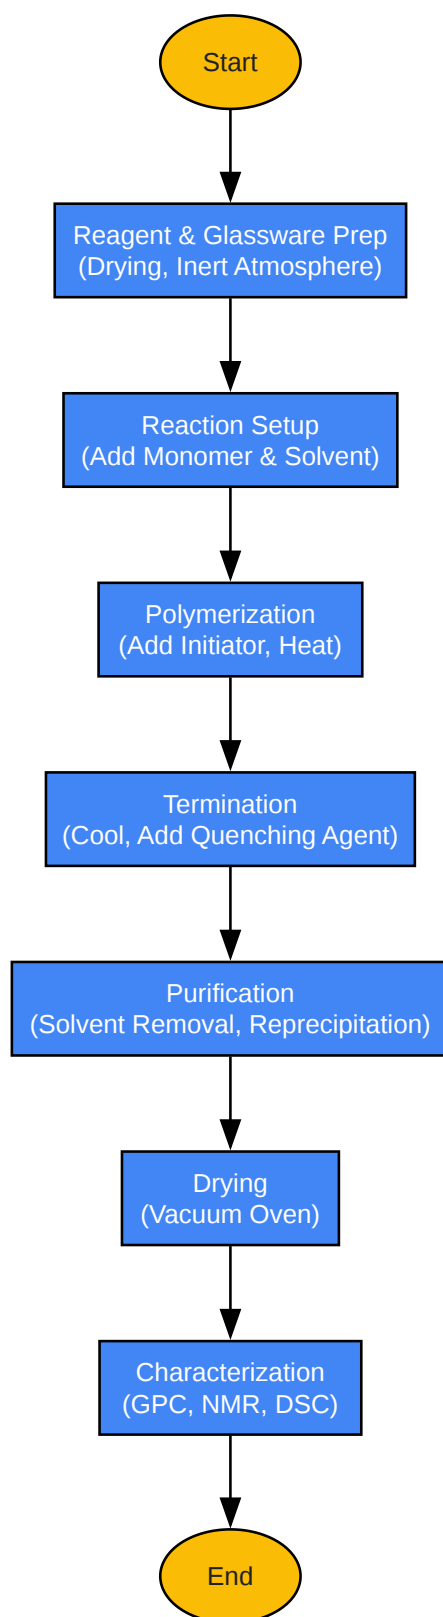 Start
Reagent & Glassware Prep
(Drying, Inert Atmosphere)
Reaction Setup
(Add Monomer & Solvent)
Polymerization
(Add Initiator, Heat)
Termination
(Cool, Add Quenching Agent)
Purification
(Solvent Removal, Reprecipitation)
Drying
(Vacuum Oven)
Characterization
(GPC, NMR, DSC)
End